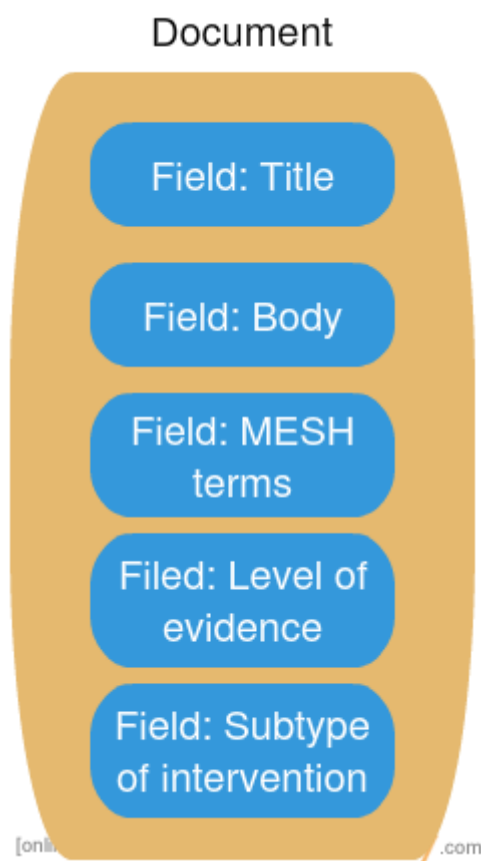 Document
Field: Title
Field: Body
Field: MESH
terms
Filed: Level of
evidence
Field: Subtype
of intervention
.com